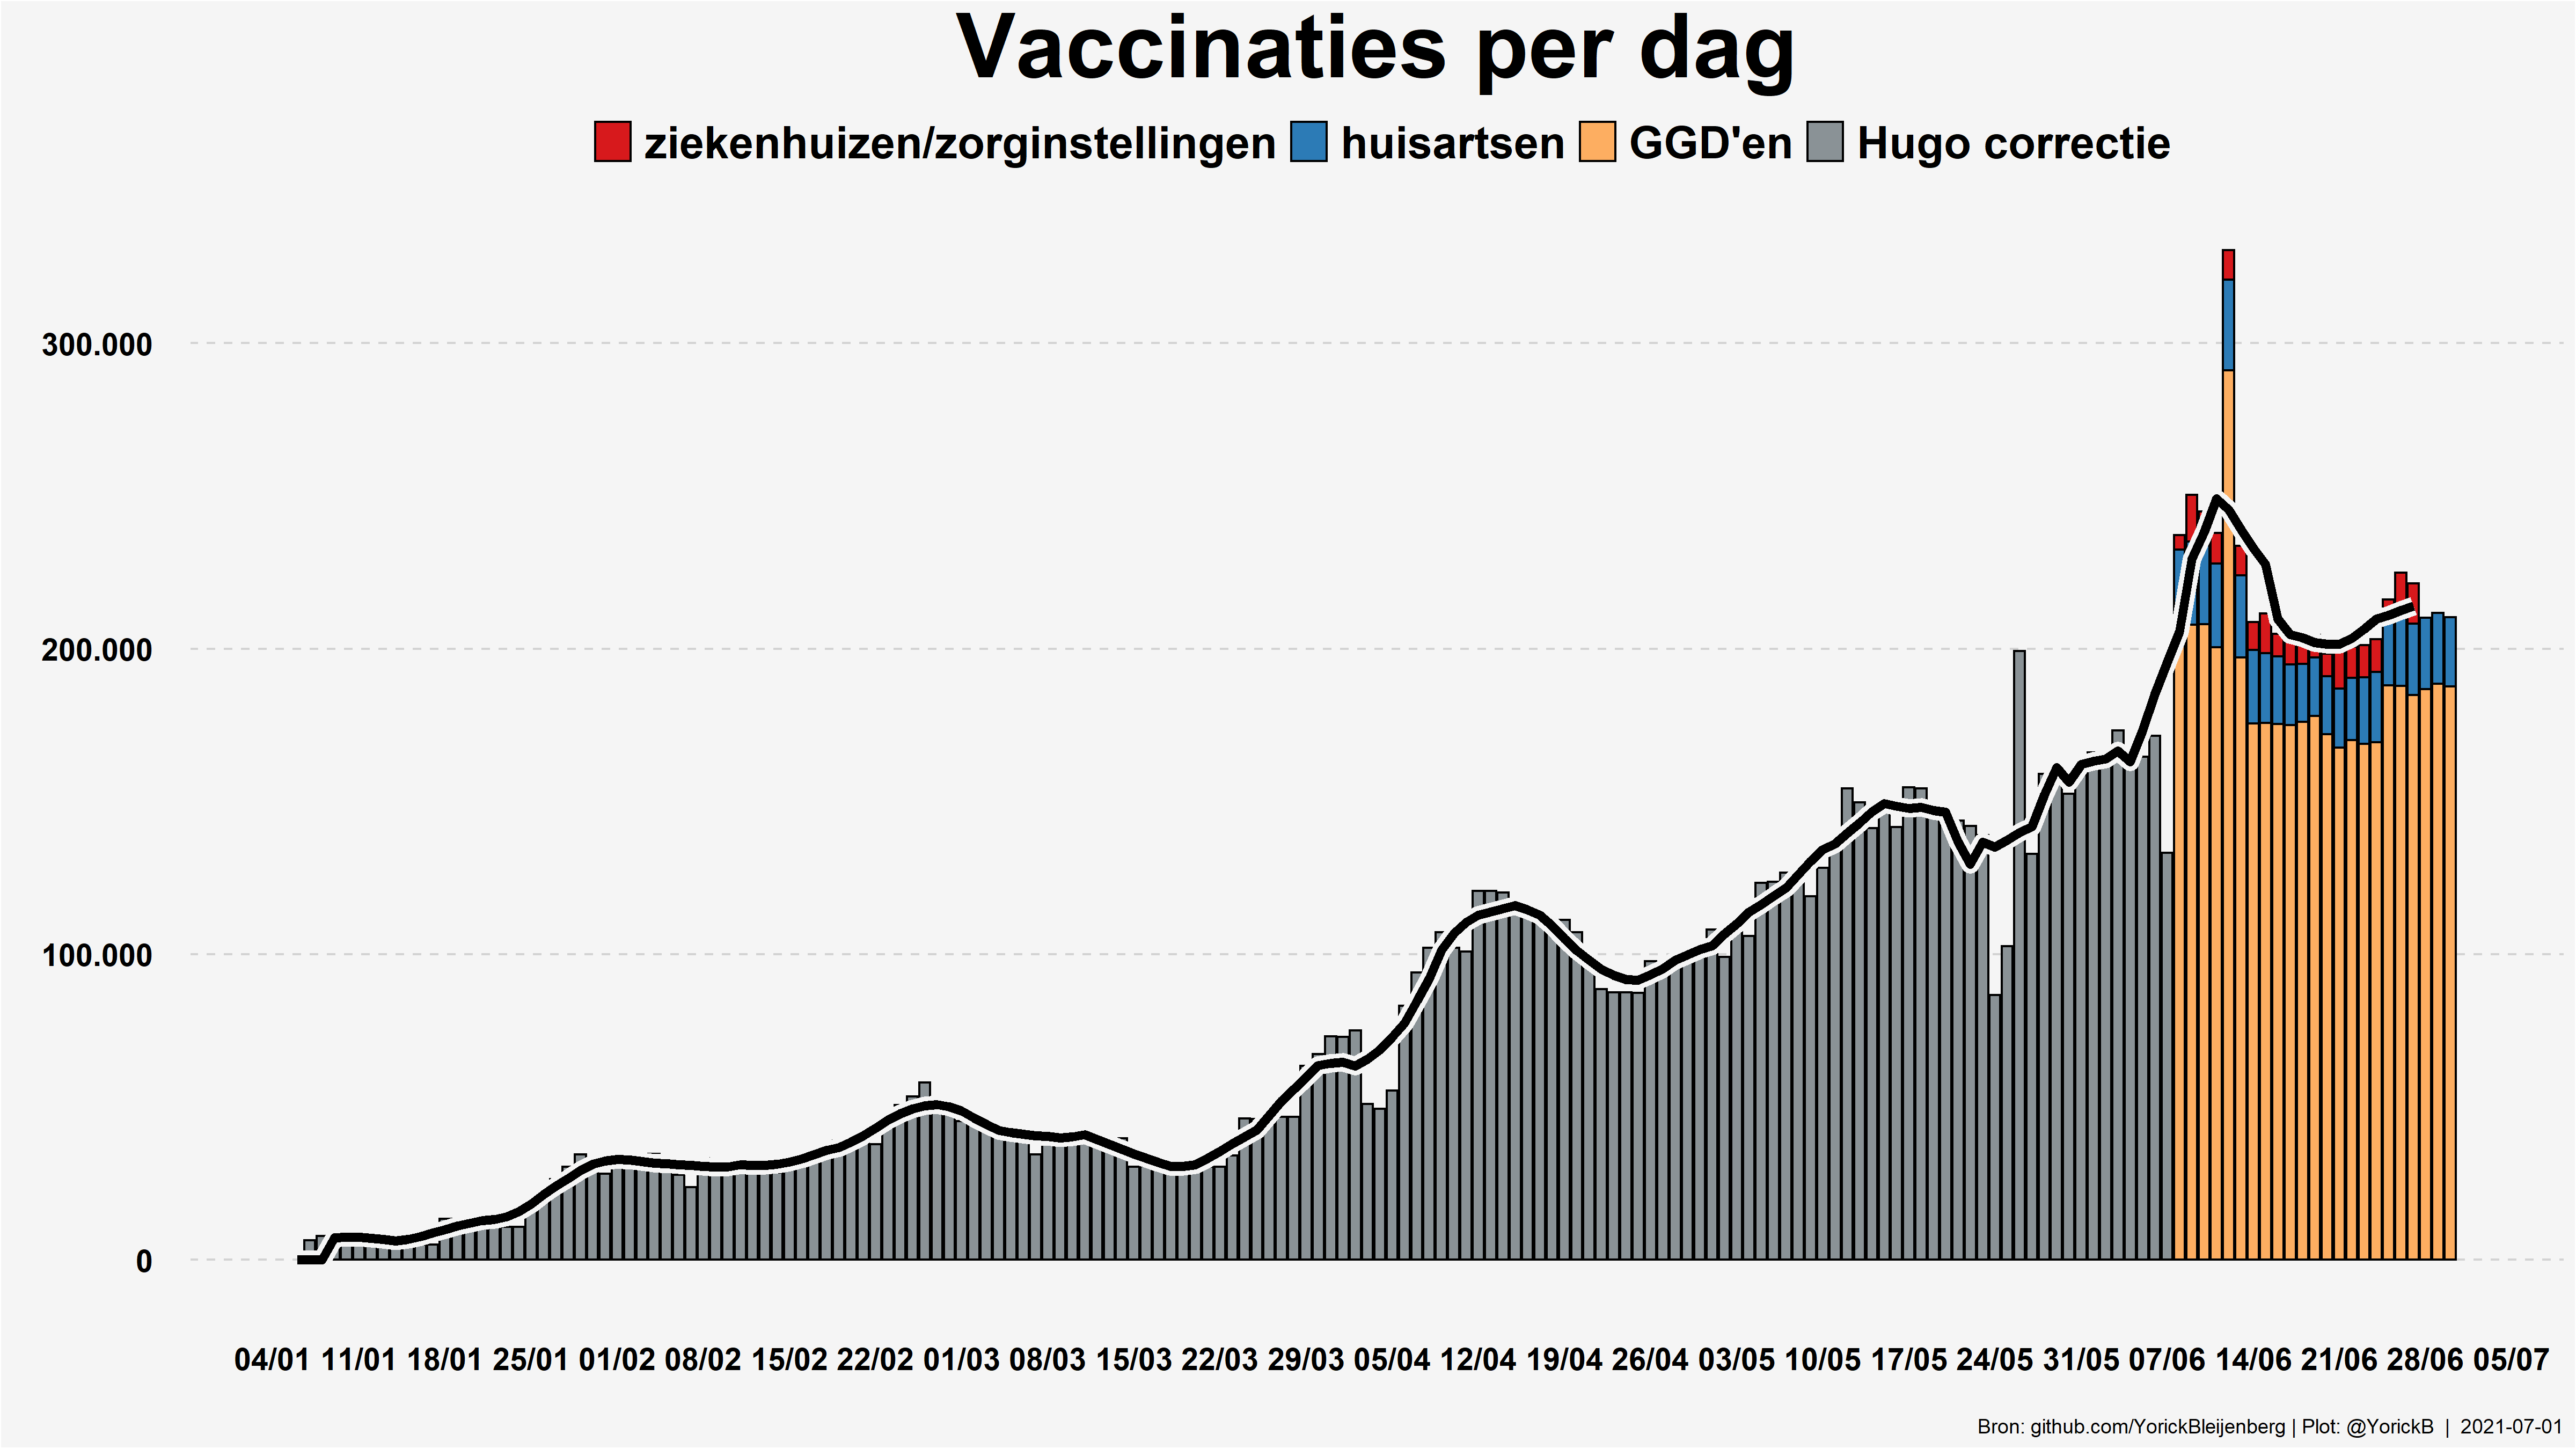 Vaccinaties per dag
ziekenhuizen/zorginstellingen huisartsen GGD'en Hugo correctie
300.000
200.000
100.000
0
04/01 11/01 18/01 25/01 01/02 08/02 15/02 22/02 01/03 08/03 15/03 22/03 29/03 05/04 12/04 19/04 26/04 03/05 10/05 17/05 24/05 31/05 07/06 14/06 21/06 28/06 05/07
Bron: github.com/YorickBleijenberg | Plot: @YorickB | 2021-07-01